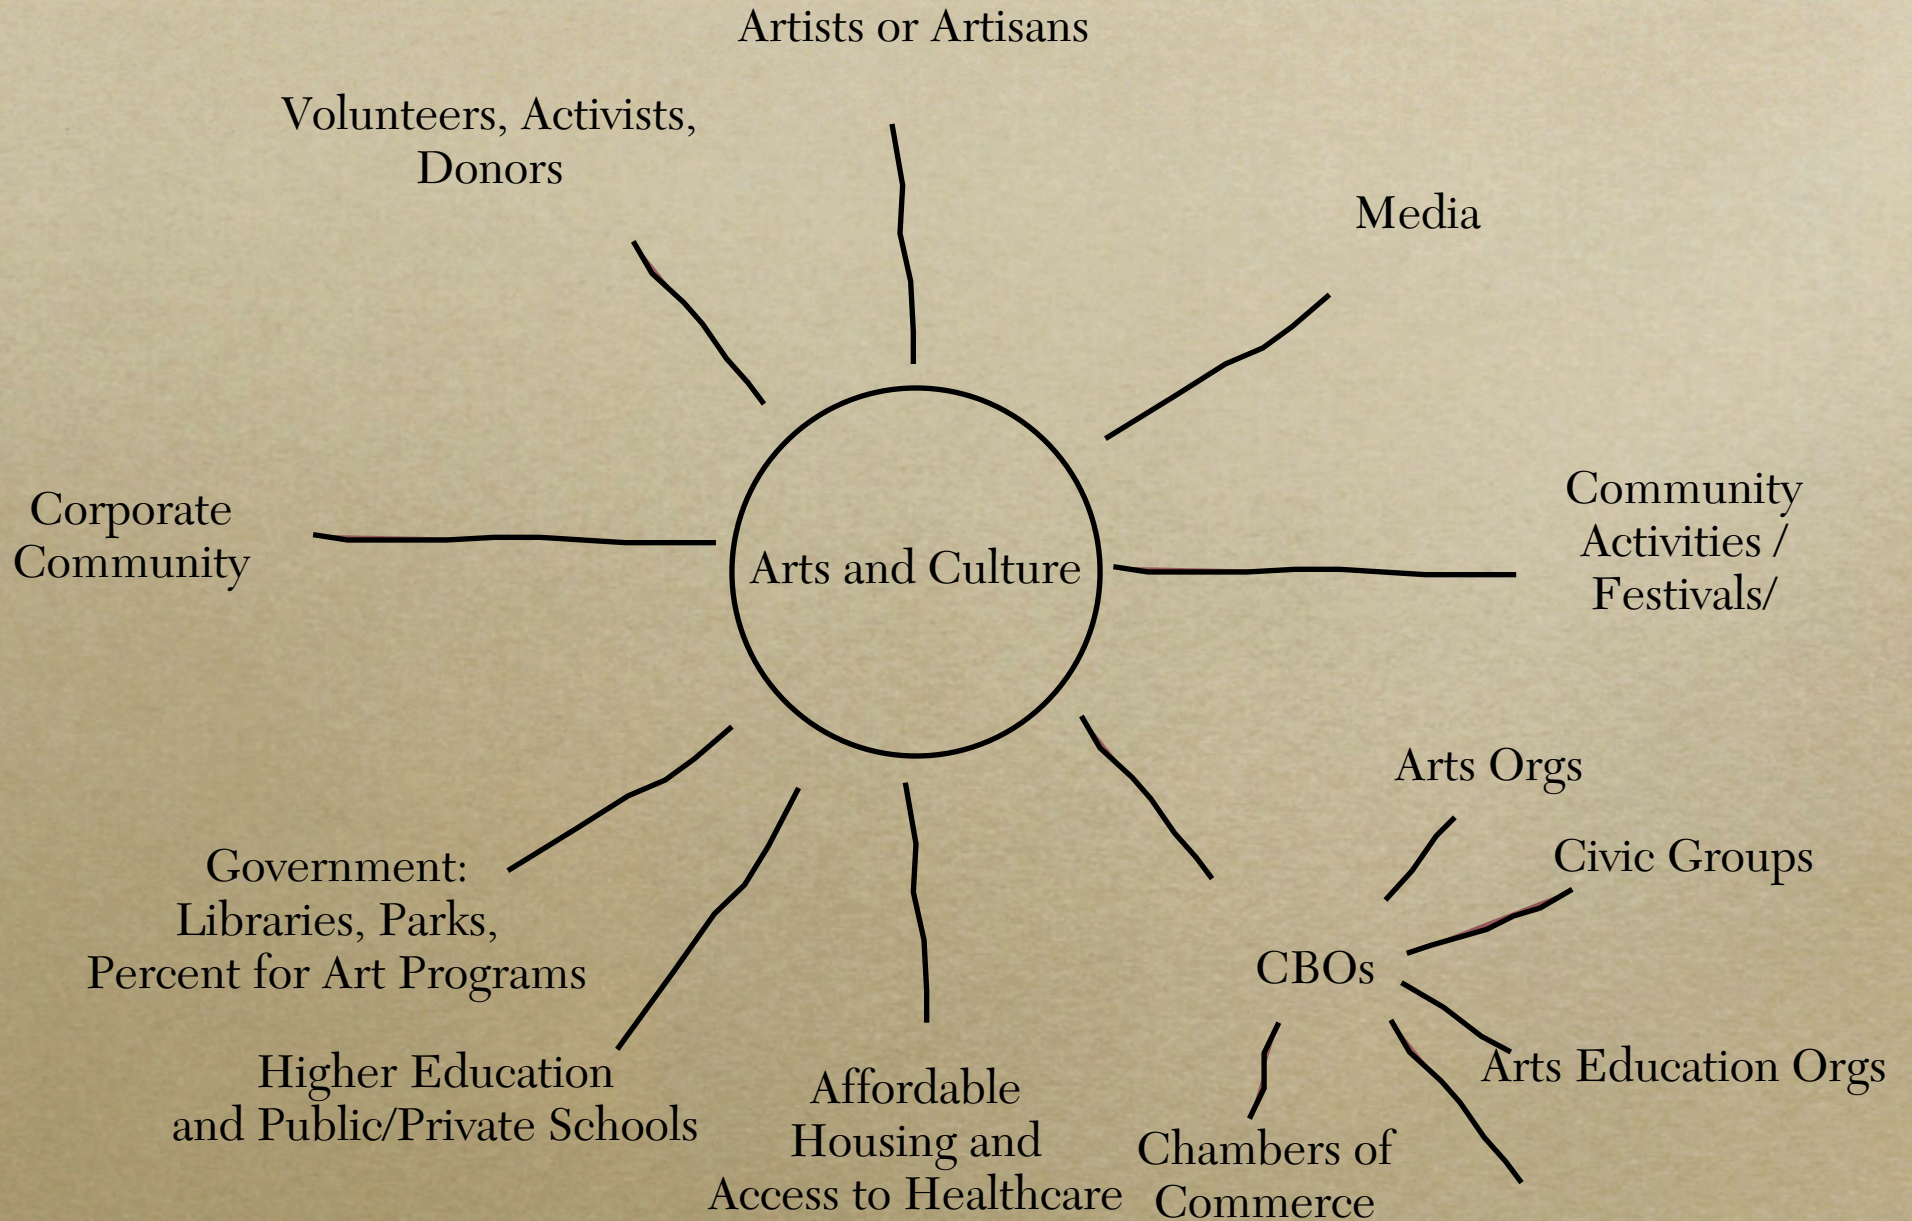 Artists or Artisans
Volunteers, Activists,
Donors
Media
Corporate
Community
Arts and Culture
Community
Activities /
Festivals/
Arts Orgs
Civic Groups
Government:
Libraries, Parks,
Percent for Art Programs
CBOs
Arts Education Orgs
Higher Education
and Public/Private Schools
Affordable
Housing and
Access to Healthcare
Chambers of
Commerce